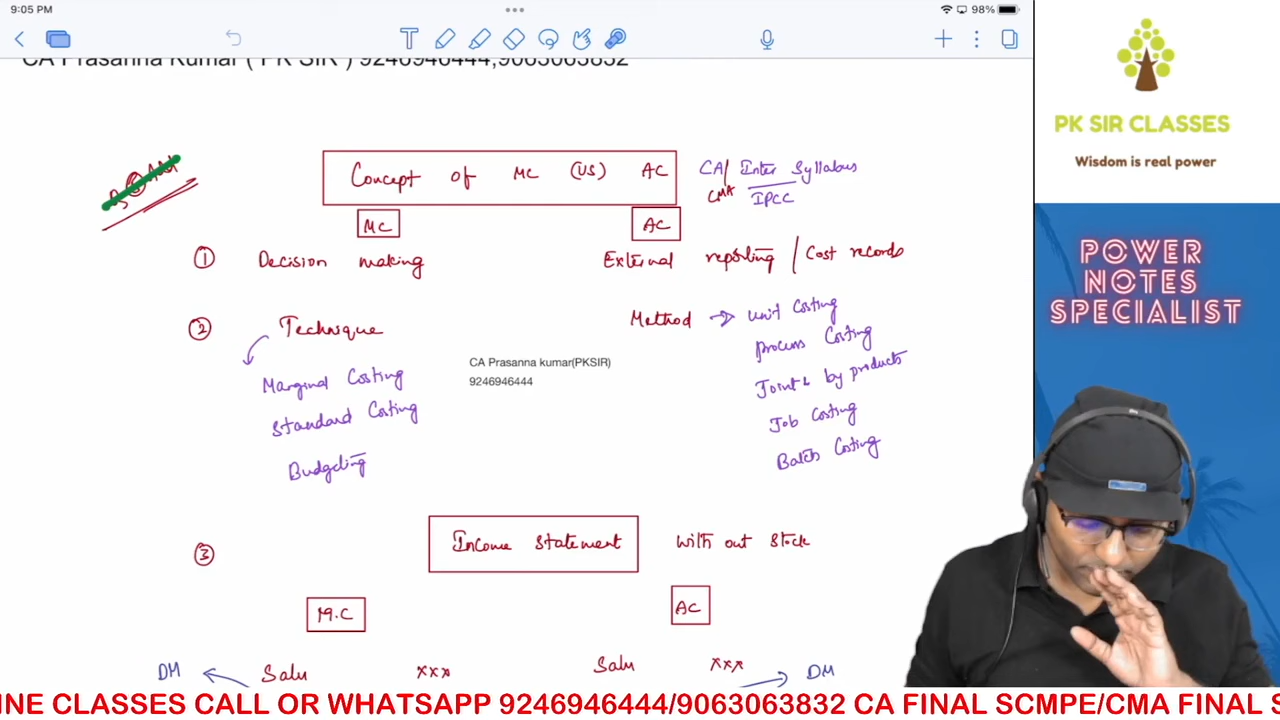 9:05 PM
98%
CA Prasanna Kumar ( PK SIR ) 9246946444,9063063832
PK SIR CLASSES
Wisdom is real power
POWER
NOTES
SPECIALIST
Concept of MC (US) AC
CA/ Inter Syllabus
CMA IPCC
MC AC
① Decision making External reporting / Cost records
② Technique Method → Unit Costing
Process Costing
Marginal Costing Joint & by products
Standard Costing Job Costing
Budgeting Batch Costing
CA Prasanna kumar(PKSIR)
9246946444
③ Income Statement With out Stock
M.C AC
DM Sales xxx Sales xxx DM
INE CLASSES CALL OR WHATSAPP 9246946444/9063063832 CA FINAL SCMPE/CMA FINAL S